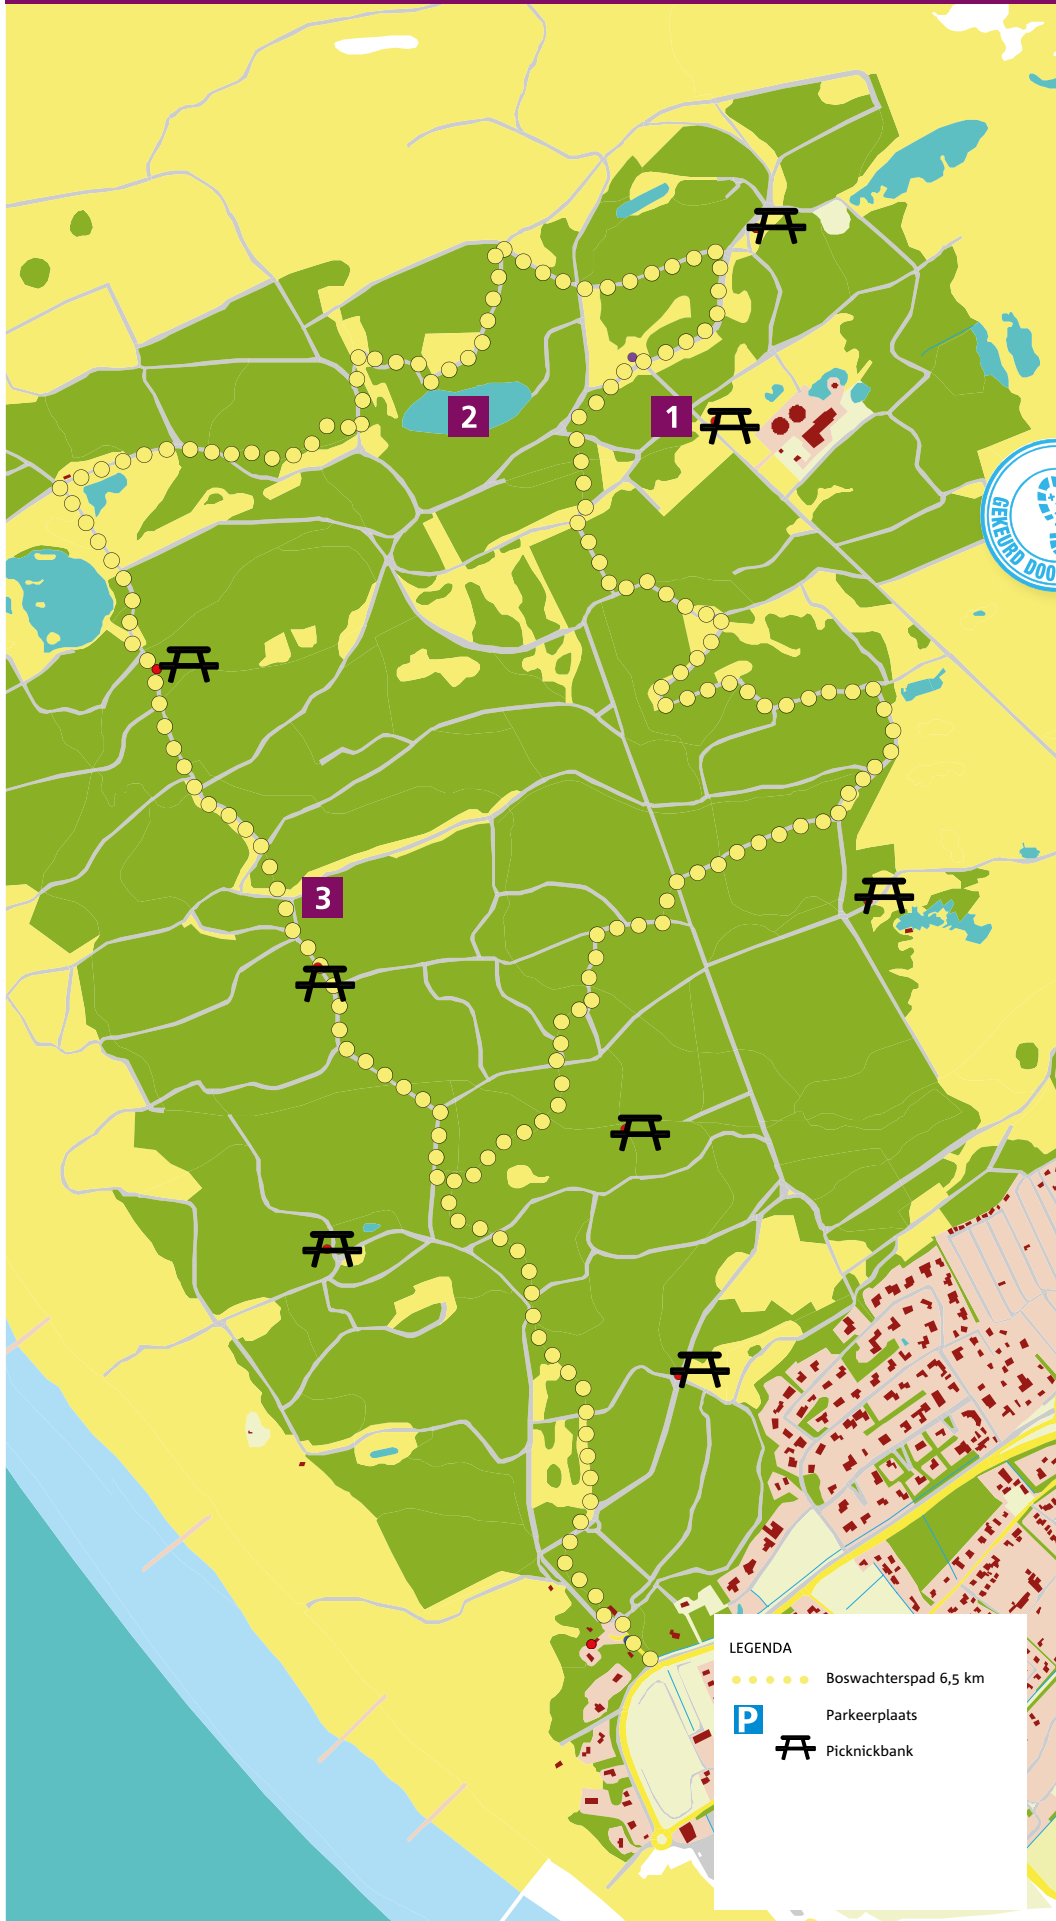 2
1
GEKEURD DOO
3
LEGENDA
Boswachterspad 6,5 km
P Parkeerplaats
Picknickbank